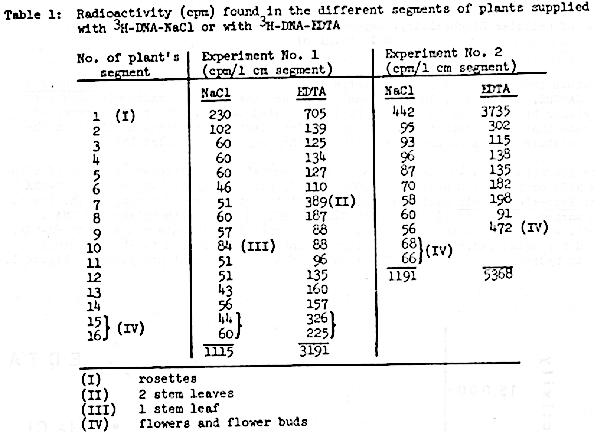 Table 1: Radioactivity (cpm) found in the different segments of plants supplied
with 3H-DNA-NaCl or with 3H-DNA-EDTA
No. of plant's Experiment No. 1 Experiment No. 2
segment (cpm/1 cm segment) (cpm/1 cm segment)
NaCl EDTA NaCl EDTA
1 (I) 230 705 442 3735
2 102 139 95 302
3 60 125 93 115
4 60 134 96 138
5 60 127 87 135
6 46 110 70 182
7 51 389(II) 58 198
8 60 187 60 91
9 57 88 56 472 (IV)
10 84 (III) 88 68} (IV)
11 51 96 66
12 51 135 1191 5368
13 43 160
14 56 157
15} (IV) 44} 326}
16 60 225
1115 3191
(I) rosettes
(II) 2 stem leaves
(III) 1 stem leaf
(IV) flowers and flower buds